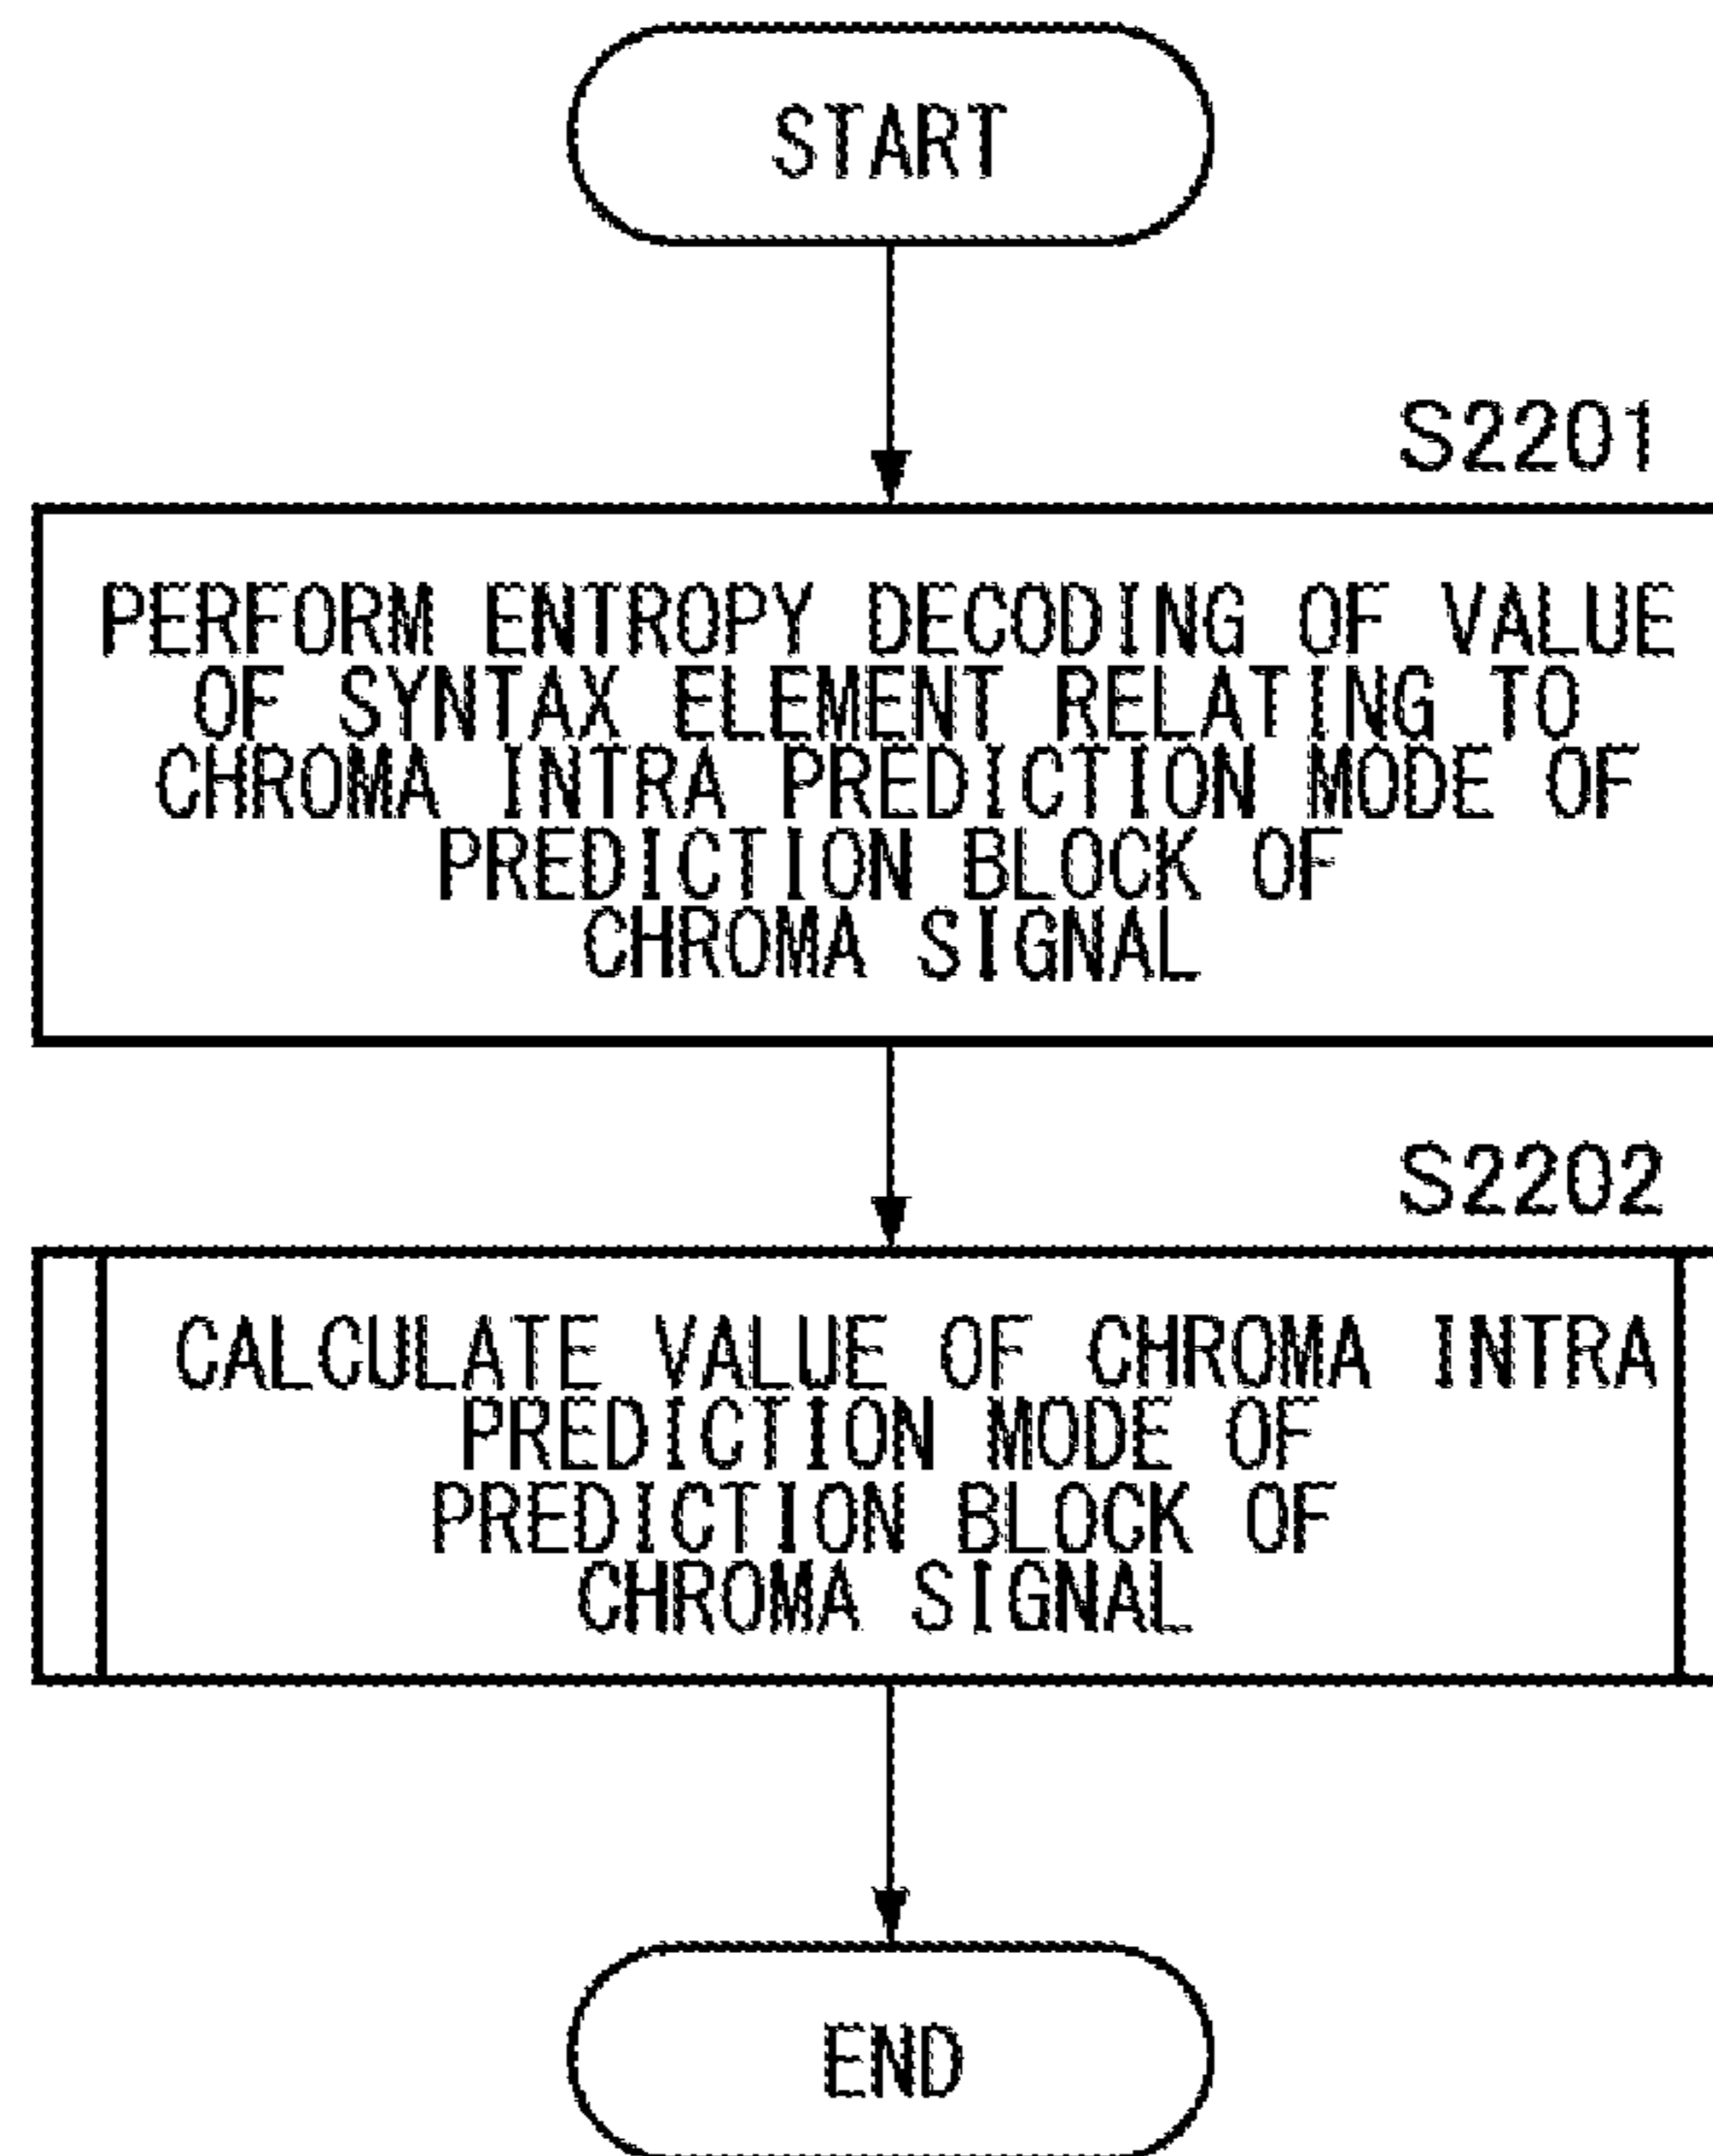 START
S2201
PERFORM ENTROPY DECODING OF VALUE
OF SYNTAX ELEMENT RELATING TO
CHROMA INTRA PREDICTION MODE OF
PREDICTION BLOCK OF
CHROMA SIGNAL
S2202
CALCULATE VALUE OF CHROMA INTRA
PREDICTION MODE OF
PREDICTION BLOCK OF
CHROMA SIGNAL
END